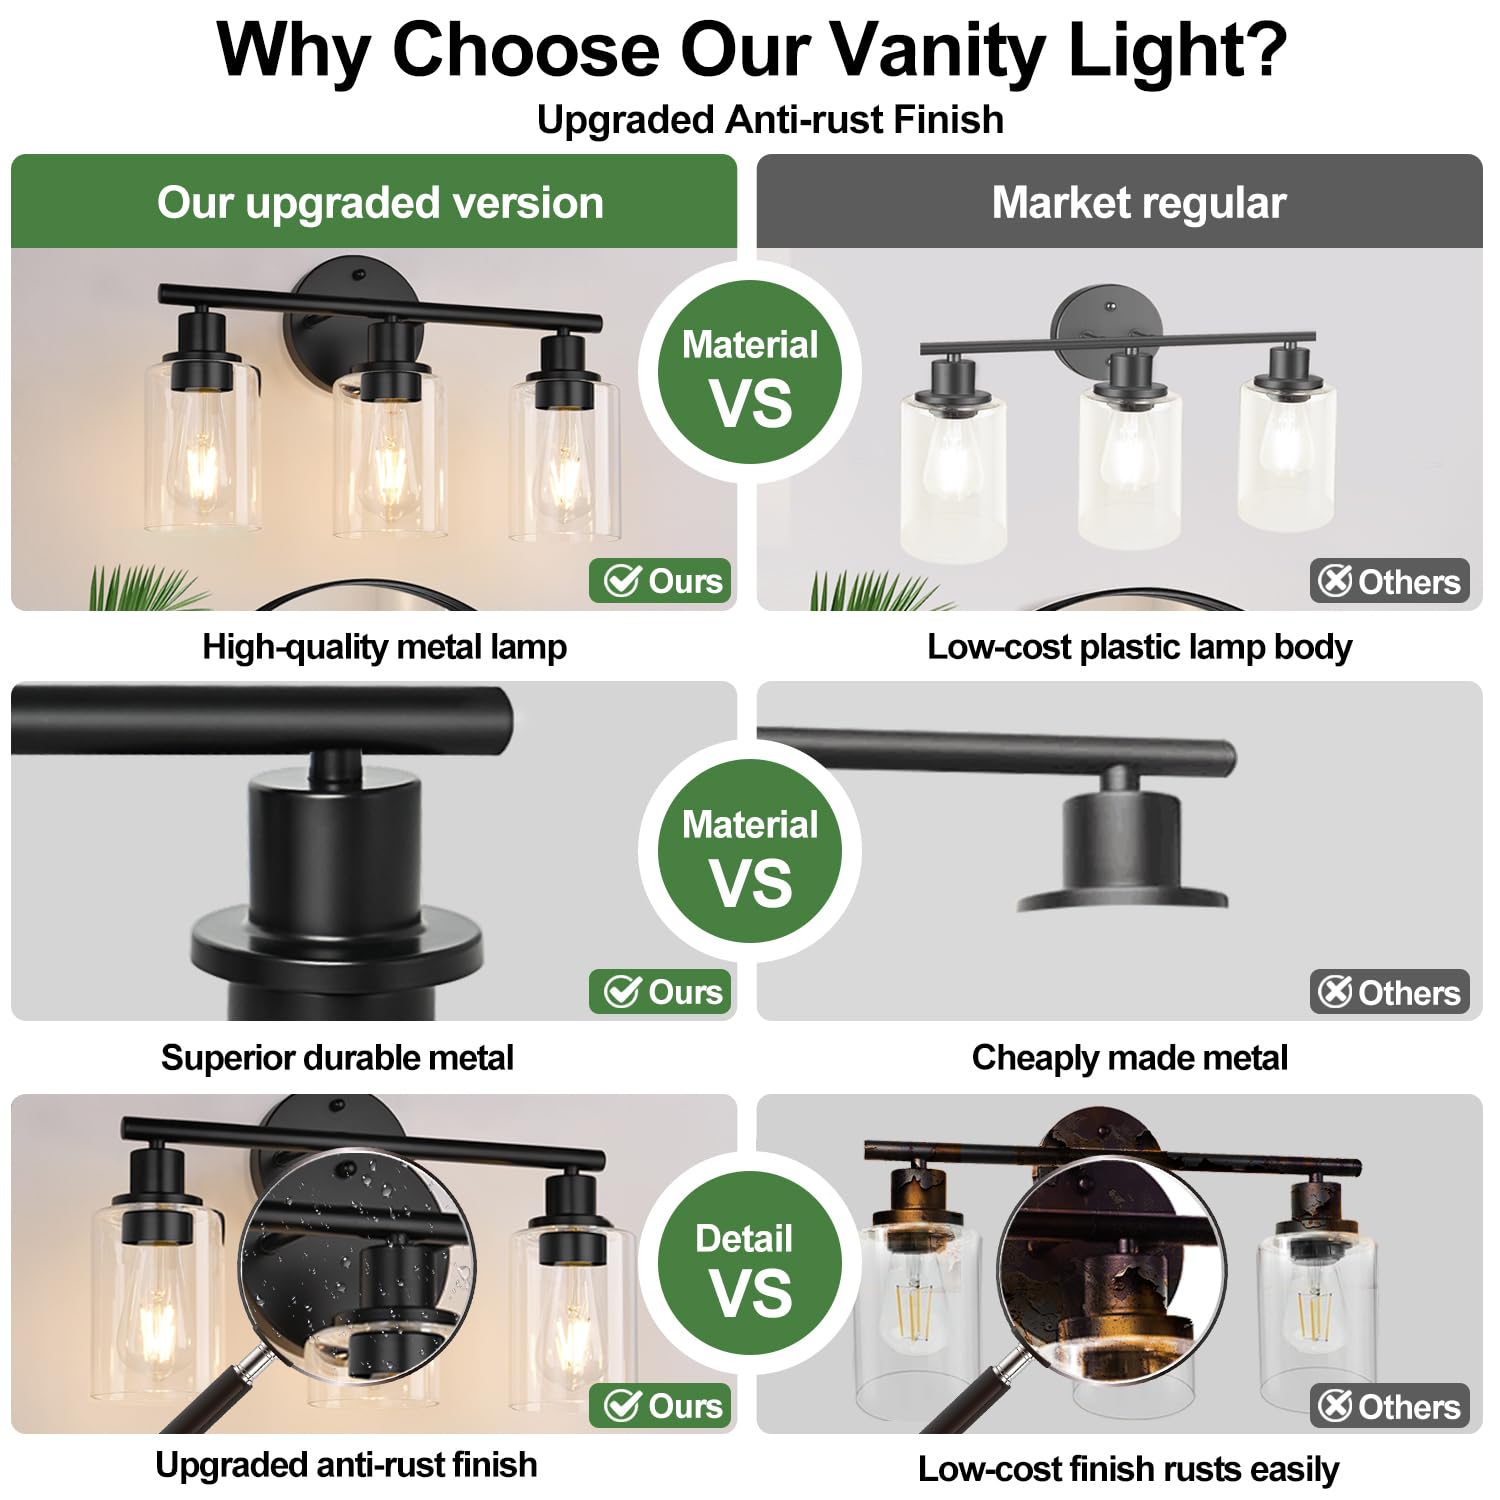 Why Choose Our Vanity Light?
Upgraded Anti-rust Finish
Our upgraded version
Market regular
Material
VS
Ours
Others
High-quality metal lamp
Low-cost plastic lamp body
Material
VS
Ours
Others
Superior durable metal
Cheaply made metal
Detail
VS
Ours
Others
Upgraded anti-rust finish
Low-cost finish rusts easily